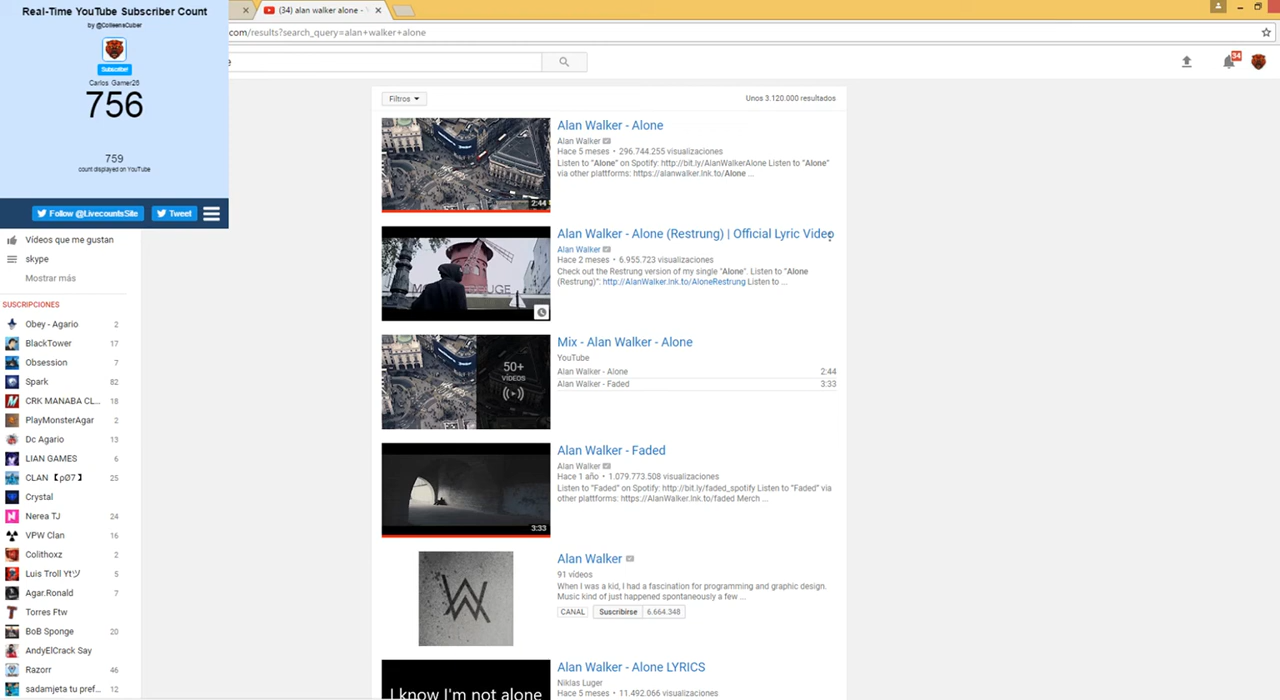 Real-Time YouTube Subscriber Count
by @ColleensCuber
Subscribe!
Carlos Gamer26
756
759
count displayed on YouTube
Follow @LivecountsSite
Tweet
(34) alan walker alone -
com/results?search_query=alan+walker+alone
e
34
Vídeos que me gustan
skype
Mostrar más
SUSCRIPCIONES
Obey - Agario 2
BlackTower 17
Obsession 7
Spark 82
CRK MANABA CL... 18
PlayMonsterAgar 2
Dc Agario 13
LIAN GAMES 6
CLAN 【ρØ7】 25
Crystal
Nerea TJ 24
VPW Clan 16
Colithoxz 2
Luis Troll Ytツ 5
Agar.Ronald 7
Torres Ftw
BoB Sponge 20
AndyElCrack Say
Razorr 46
sadamjeta tu pref... 12
Filtros
Unos 3.120.000 resultados
2:44
Alan Walker - Alone
Alan Walker
Hace 5 meses • 296.744.255 visualizaciones
Listen to "Alone" on Spotify: http://bit.ly/AlanWalkerAlone Listen to "Alone"
via other plattforms: https://alanwalker.lnk.to/Alone ...
MOULIN ROUGE
Alan Walker - Alone (Restrung) | Official Lyric Video
Alan Walker
Hace 2 meses • 6.955.723 visualizaciones
Check out the Restrung version of my single "Alone". Listen to "Alone
(Restrung)": http://AlanWalker.lnk.to/AloneRestrung Listen to ...
50+
VÍDEOS
Mix - Alan Walker - Alone
YouTube
Alan Walker - Alone 2:44
Alan Walker - Faded 3:33
3:33
Alan Walker - Faded
Alan Walker
Hace 1 año • 1.079.773.508 visualizaciones
Listen to "Faded" on Spotify: http://bit.ly/faded_spotify Listen to "Faded" via
other plattforms: https://AlanWalker.lnk.to/faded Merch ...
Alan Walker
91 vídeos
When I was a kid, I had a fascination for programming and graphic design.
Music kind of just happened spontaneously a few ...
CANAL Suscribirse 6.664.348
I know I'm not alone
Alan Walker - Alone LYRICS
Niklas Luger
Hace 5 meses • 11.492.066 visualizaciones